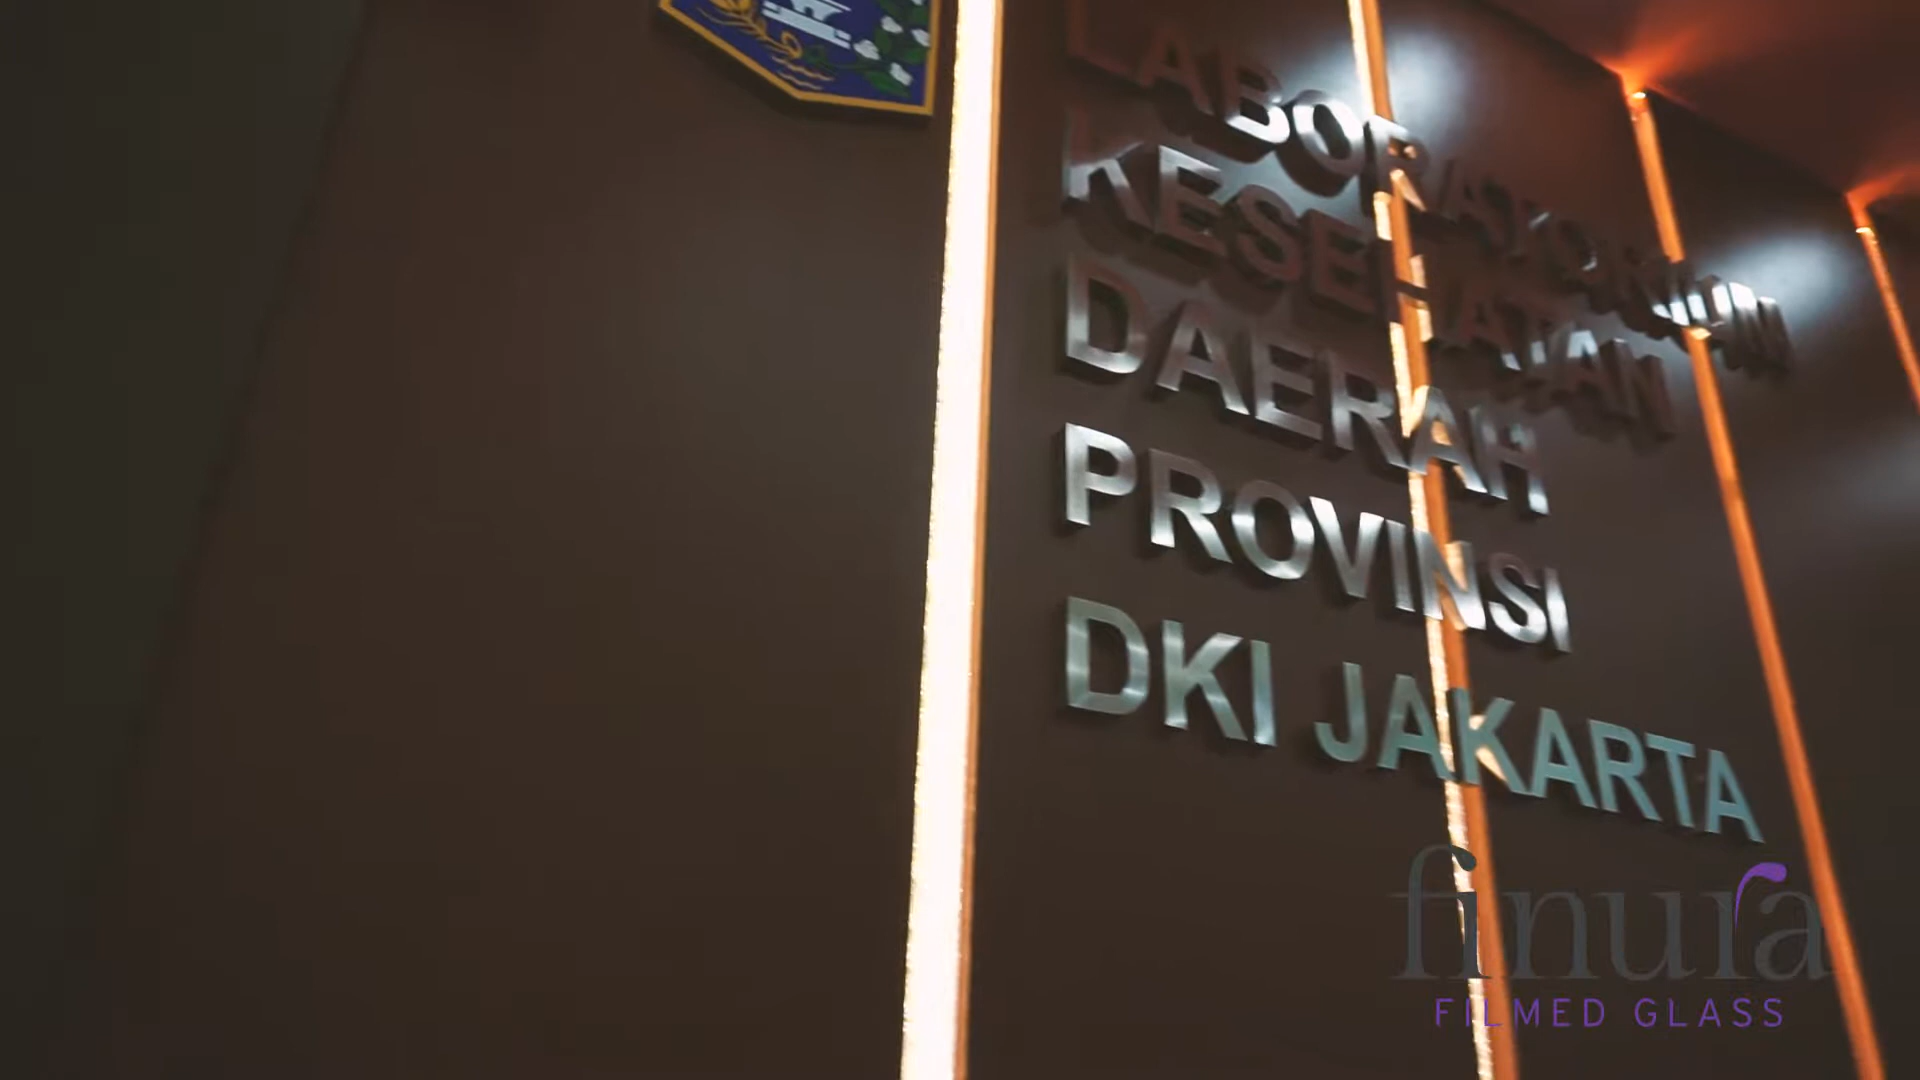 LABORATORIUM
KESEHATAN
DAERAH
PROVINSI
DKI JAKARTA
finura
FILMED GLASS